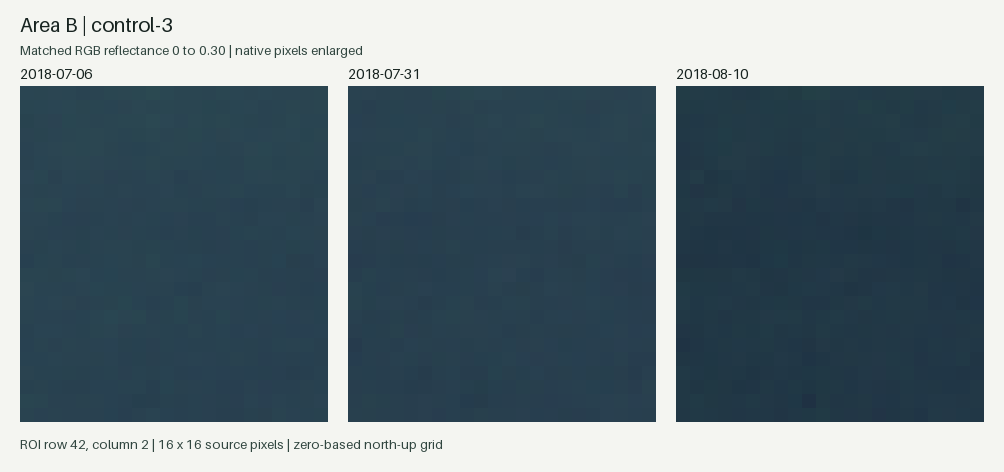 Area B | control-3
Matched RGB reflectance 0 to 0.30 | native pixels enlarged
2018-07-06
2018-07-31
2018-08-10
ROI row 42, column 2 | 16 x 16 source pixels | zero-based north-up grid